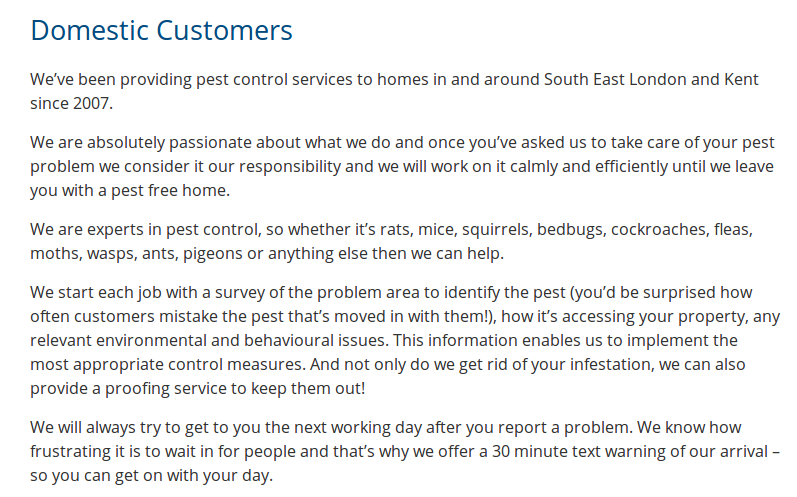 Domestic Customers
We’ve been providing pest control services to homes in and around South East London and Kent
since 2007.
We are absolutely passionate about what we do and once you’ve asked us to take care of your pest
problem we consider it our responsibility and we will work on it calmly and efficiently until we leave
you with a pest free home.
We are experts in pest control, so whether it’s rats, mice, squirrels, bedbugs, cockroaches, fleas,
moths, wasps, ants, pigeons or anything else then we can help.
We start each job with a survey of the problem area to identify the pest (you’d be surprised how
often customers mistake the pest that’s moved in with them!), how it’s accessing your property, any
relevant environmental and behavioural issues. This information enables us to implement the
most appropriate control measures. And not only do we get rid of your infestation, we can also
provide a proofing service to keep them out!
We will always try to get to you the next working day after you report a problem. We know how
frustrating it is to wait in for people and that’s why we offer a 30 minute text warning of our arrival –
so you can get on with your day.